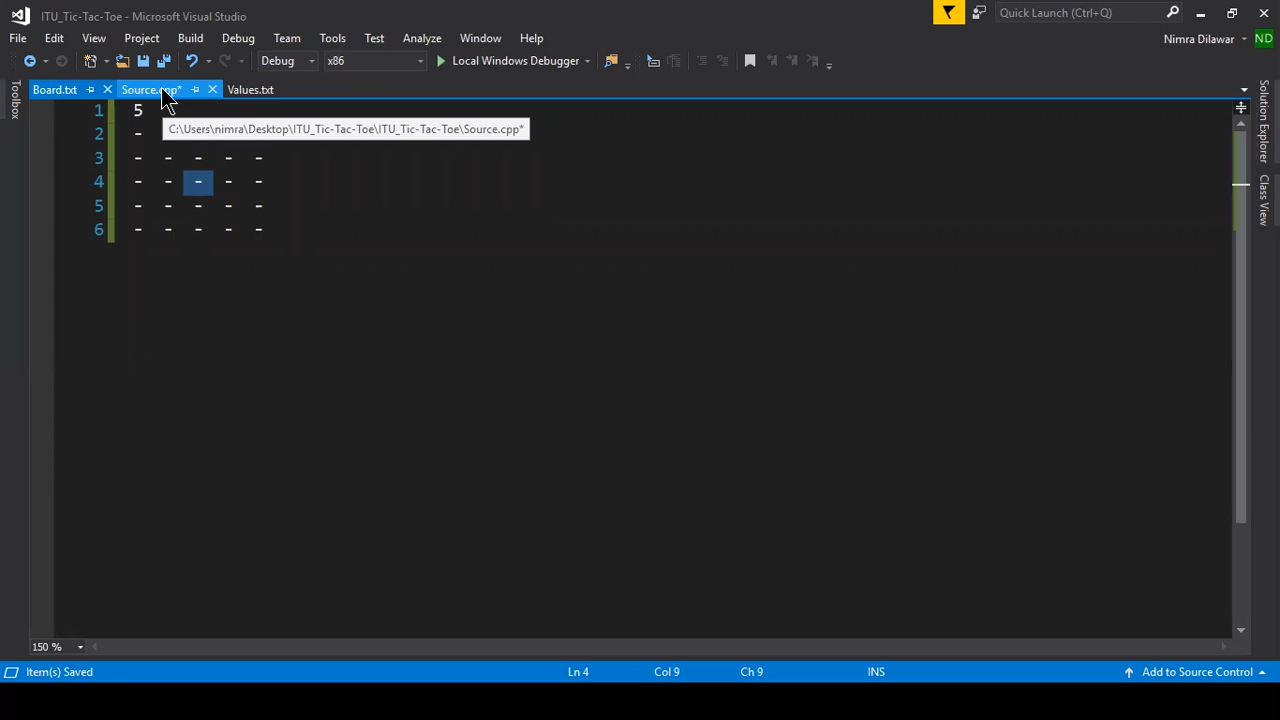 ITU_Tic-Tac-Toe - Microsoft Visual Studio
Quick Launch (Ctrl+Q)
File Edit View Project Build Debug Team Tools Test Analyze Window Help
Nimra Dilawar ND
Debug x86 Local Windows Debugger
Board.txt Source.cpp* Values.txt
Toolbox
1 5
C:\Users\nimra\Desktop\ITU_Tic-Tac-Toe\ITU_Tic-Tac-Toe\Source.cpp*
2 -
3 - - - - -
4 - - - - -
5 - - - - -
6 - - - - -
Solution Explorer
Class View
150 %
Item(s) Saved Ln 4 Col 9 Ch 9 INS Add to Source Control